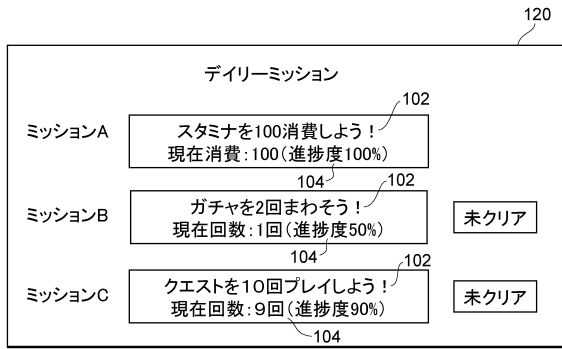 120
デイリーミッション
102
ミッションA
スタミナを100消費しよう！
現在消費：100（進捗度100%）
104
102
ミッションB
ガチャを2回まわそう！
現在回数：1回（進捗度50%）
未クリア
104
102
ミッションC
クエストを１０回プレイしよう！
現在回数：９回（進捗度90%）
未クリア
104